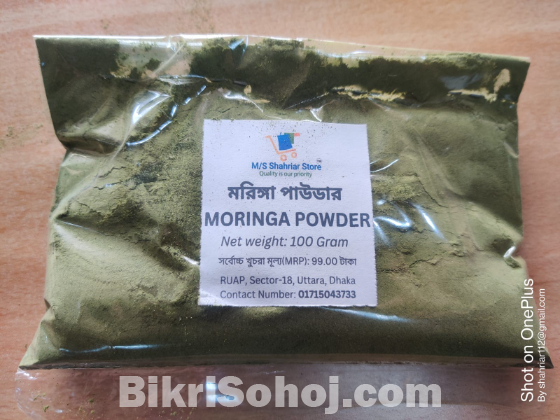 M/S Shahriar Store
Quality is our priority
মরিঙ্গা পাউডার
MORINGA POWDER
Net weight: 100 Gram
সর্বোচ্চ খুচরা মূল্য(MRP): 99.00 টাকা
RUAP, Sector-18, Uttara, Dhaka
Contact Number: 01715043733
BikriSohoj.com
Shot on OnePlus
By shahriar112@gmail.com